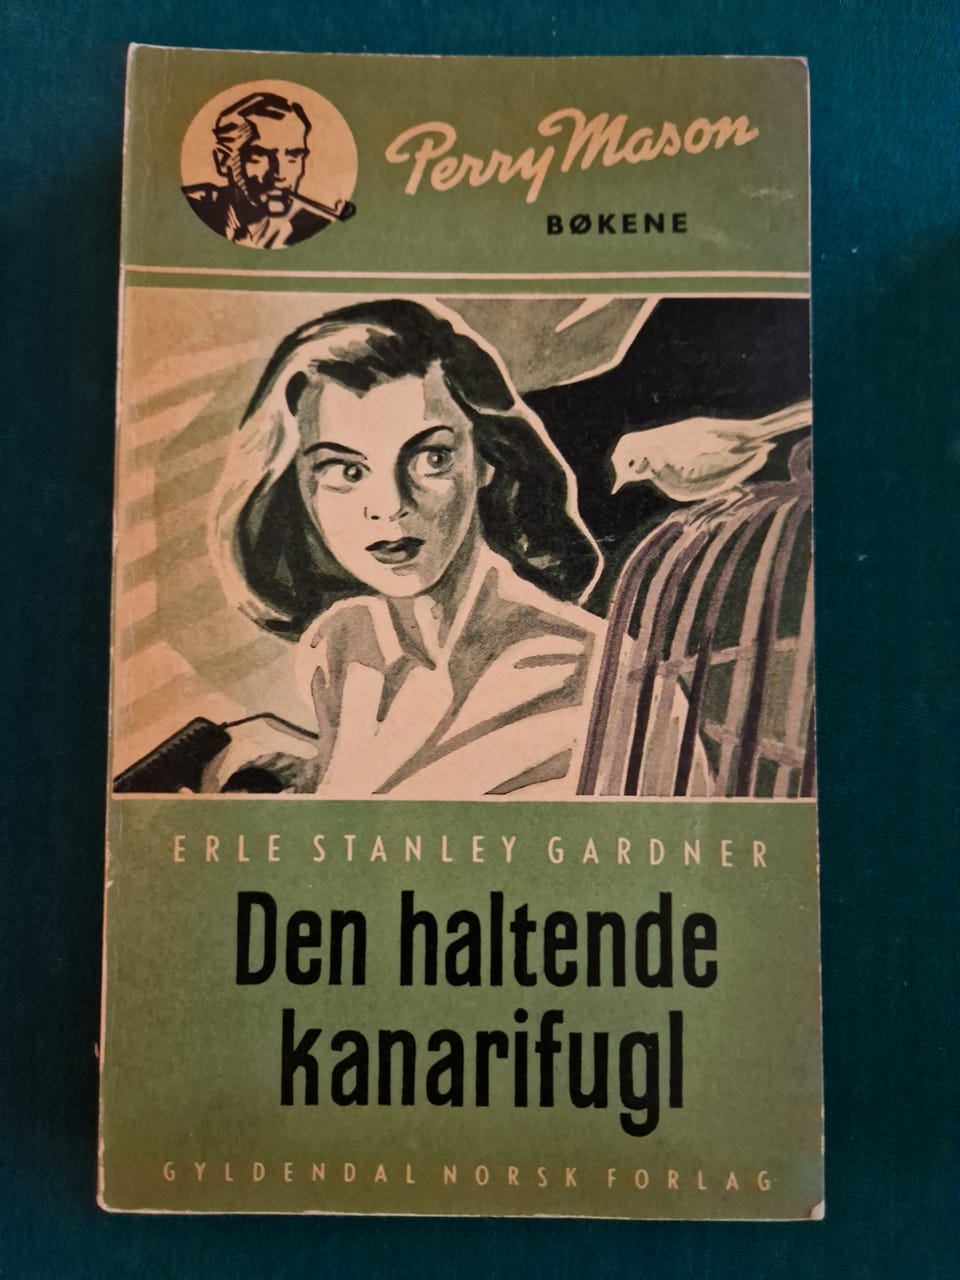 Perry Mason
BØKENE
ERLE STANLEY GARDNER
Den haltende
kanarifugl
GYLDENDAL NORSK FORLAG